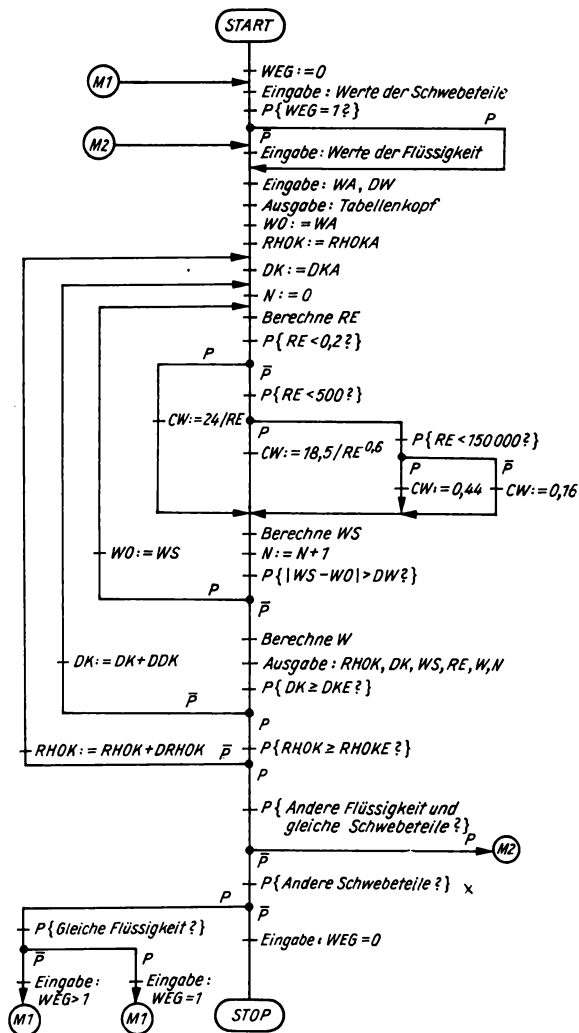 START
M1
WEG:=0
Eingabe: Werte der Schwebeteile
P{WEG=1?}
P
P̅
M2
Eingabe: Werte der Flüssigkeit
Eingabe: WA, DW
Ausgabe: Tabellenkopf
WO:=WA
RHOK:=RHOKA
DK:=DKA
N:=0
Berechne RE
P{RE<0,2?}
P
P̅
P{RE<500?}
CW:=24/RE
P
CW:=18,5/RE^0,6
P{RE<150000?}
P
P̅
CW:=0,44
CW:=0,16
Berechne WS
WO:=WS
N:=N+1
P{|WS-WO|>DW?}
P
P̅
Berechne W
DK:=DK+DDK
Ausgabe: RHOK, DK, WS, RE, W, N
P{DK≥DKE?}
P̅
P
RHOK:=RHOK+DRHOK
P̅
P{RHOK≥RHOKE?}
P
P{Andere Flüssigkeit und
gleiche Schwebeteile?}
P
M2
P̅
P{Andere Schwebeteile?} x
P
P̅
P{Gleiche Flüssigkeit?}
Eingabe: WEG=0
P̅
P
Eingabe:
WEG>1
Eingabe:
WEG=1
M1
M1
STOP